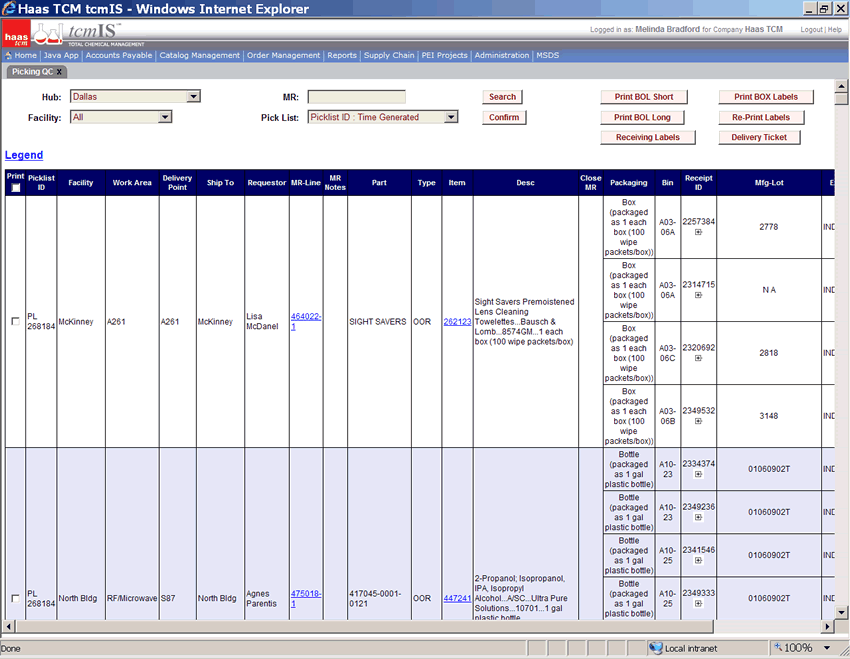 Haas TCM tcmIS - Windows Internet Explorer
haas tcm
tcmIS™
TOTAL CHEMICAL MANAGEMENT
Logged in as: Melinda Bradford for Company Haas TCM Logout | Help
Home | Java App | Accounts Payable | Catalog Management | Order Management | Reports | Supply Chain | PEI Projects | Administration | MSDS
Picking QC X
Hub: Dallas MR: Search Print BOL Short Print BOX Labels
Facility: All Pick List: Picklist ID : Time Generated Confirm Print BOL Long Re-Print Labels
Receiving Labels Delivery Ticket
Legend
Print Picklist ID Facility Work Area Delivery Point Ship To Requestor MR-Line MR Notes Part Type Item Desc Close MR Packaging Bin Receipt ID Mfg-Lot E
PL 268184 McKinney A261 A261 McKinney Lisa McDanel 464022-1 SIGHT SAVERS OOR 262123
Sight Savers Premoistened
Lens Cleaning
Towelettes...Bausch &
Lomb...8574GM...1 each
box (100 wipe packets/box)
Box (packaged as 1 each box (100 wipe packets/box)) A03-06A 2257384 2778 IND
Box (packaged as 1 each box (100 wipe packets/box)) A03-06A 2314715 N A IND
Box (packaged as 1 each box (100 wipe packets/box)) A03-06C 2320692 2818 IND
Box (packaged as 1 each box (100 wipe packets/box)) A03-06B 2349532 3148 IND
PL 268184 North Bldg RF/Microwave S87 North Bldg Agnes Parentis 475018-1 417045-0001-0121 OOR 447241
2-Propanol; Isopropanol,
IPA, Isopropyl
Alcohol...A/SC...Ultra Pure
Solutions...10701...1 gal
plastic bottle
Bottle (packaged as 1 gal plastic bottle) A10-23 2334374 01060902T IND
Bottle (packaged as 1 gal plastic bottle) A10-23 2349236 01060902T IND
Bottle (packaged as 1 gal plastic bottle) A10-25 2341546 01060902T IND
Bottle (packaged as 1 gal plastic bottle) A10-25 2349333 01060902T IND
Done Local intranet 100%